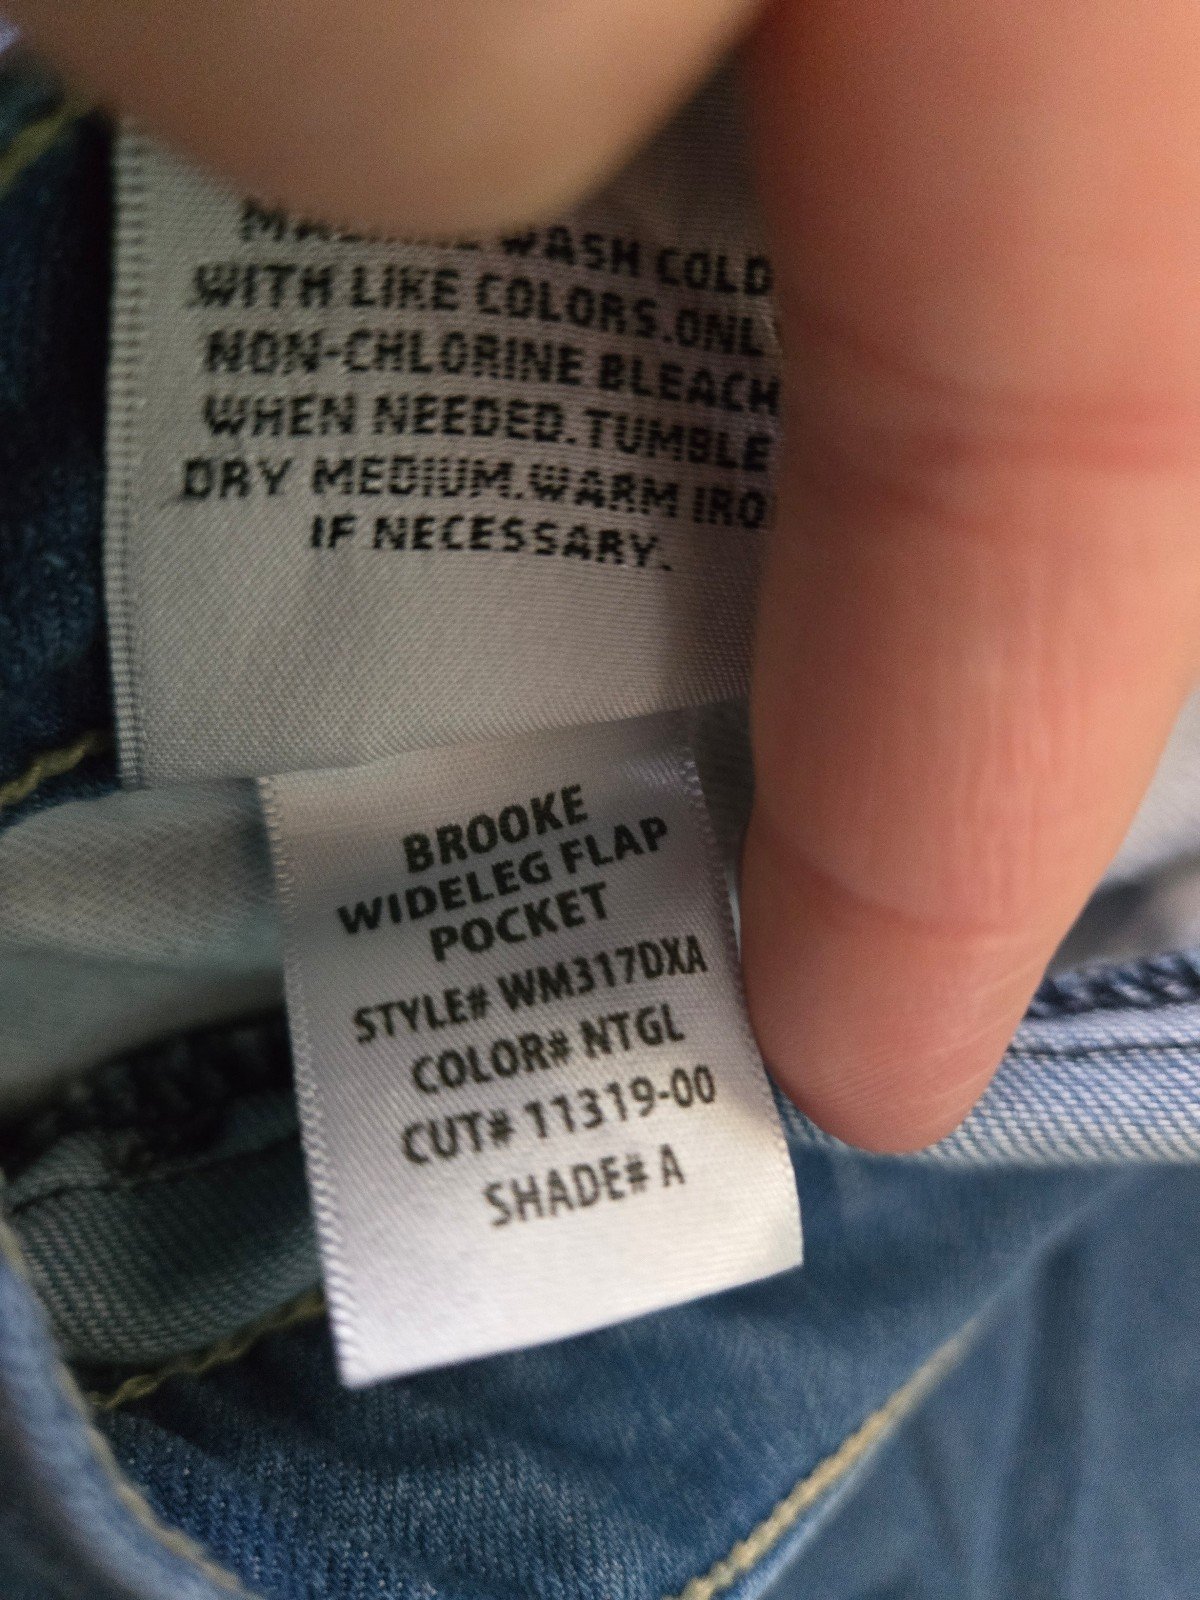 MACHINE WASH COLD
WITH LIKE COLORS.ONL
NON-CHLORINE BLEACH
WHEN NEEDED.TUMBLE
DRY MEDIUM.WARM IRO
IF NECESSARY.
BROOKE
WIDELEG FLAP
POCKET
STYLE# WM317DXA
COLOR# NTGL
CUT# 11319-00
SHADE# A